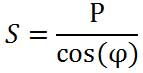 S = P / cos(φ)